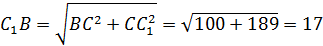 C₁B = √(BC² + CC₁²) = √(100 + 189) = 17